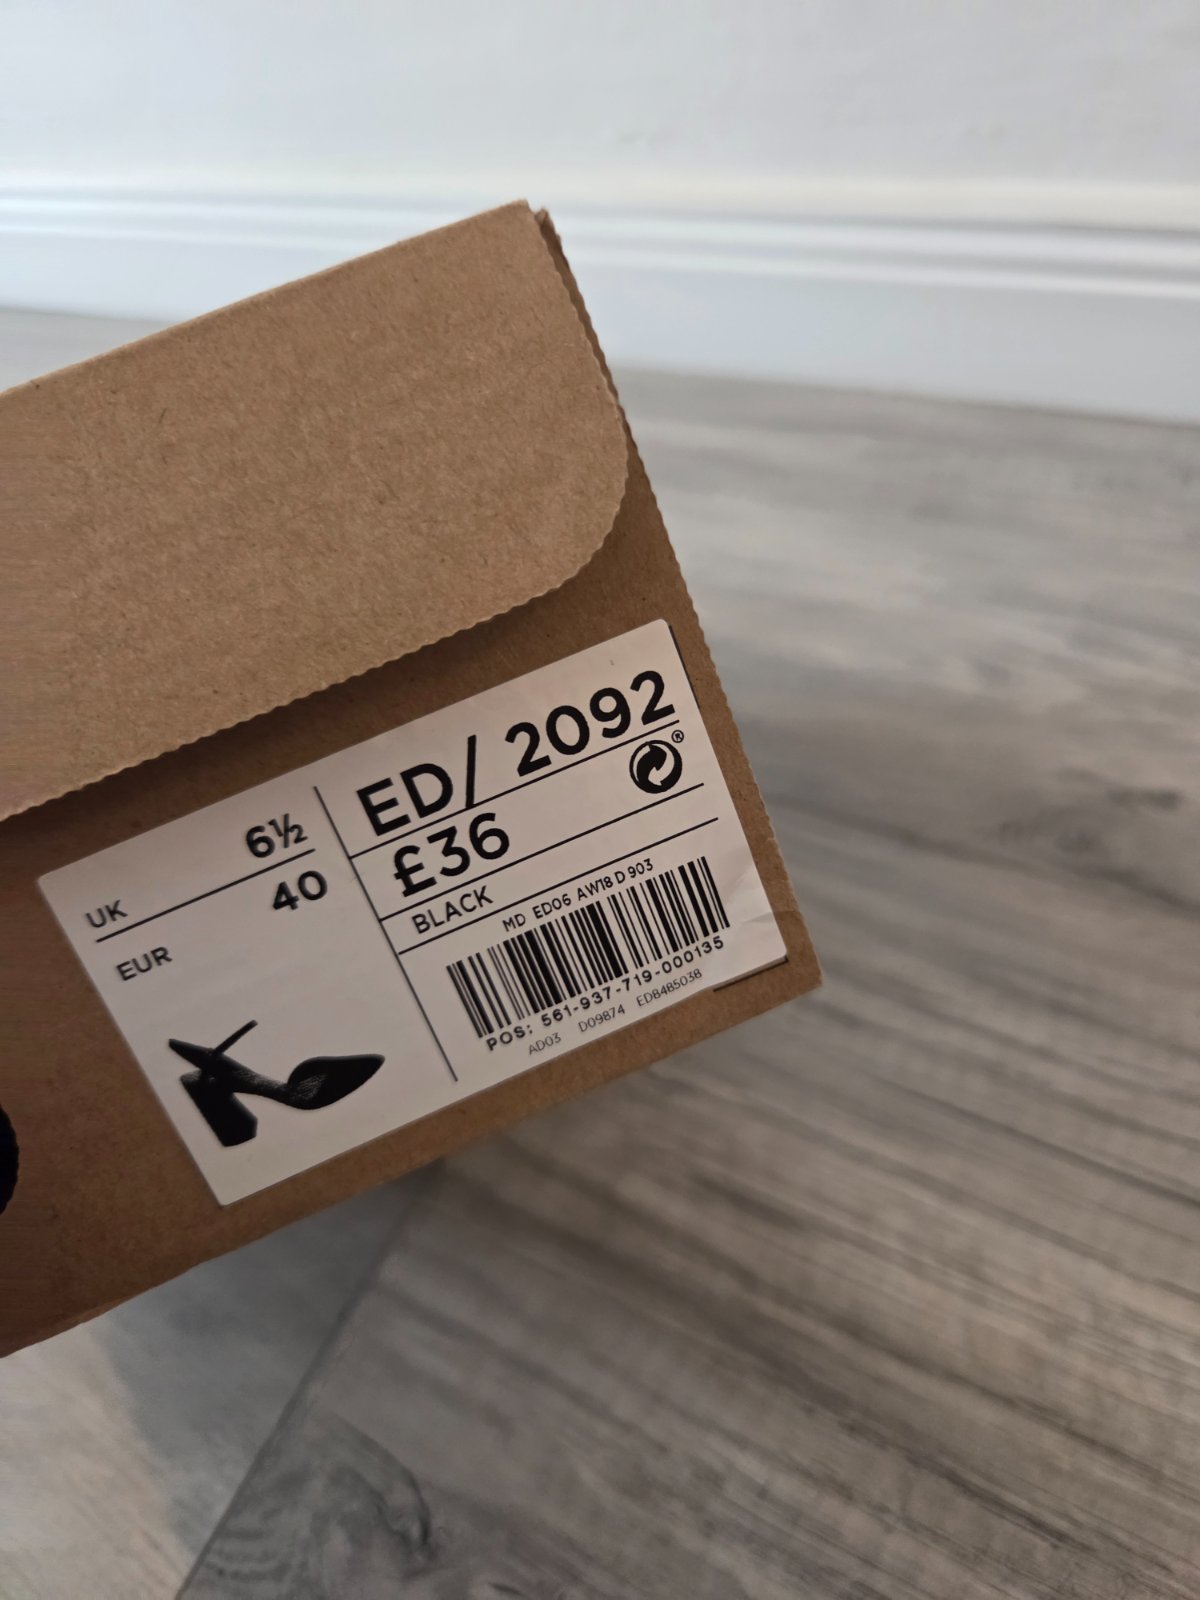 UK 6½
EUR 40
ED/ 2092
£36
®
BLACK
MD ED06 AW18 D 903
POS: 561-937-719-000135
AD03 D09874 ED8485038